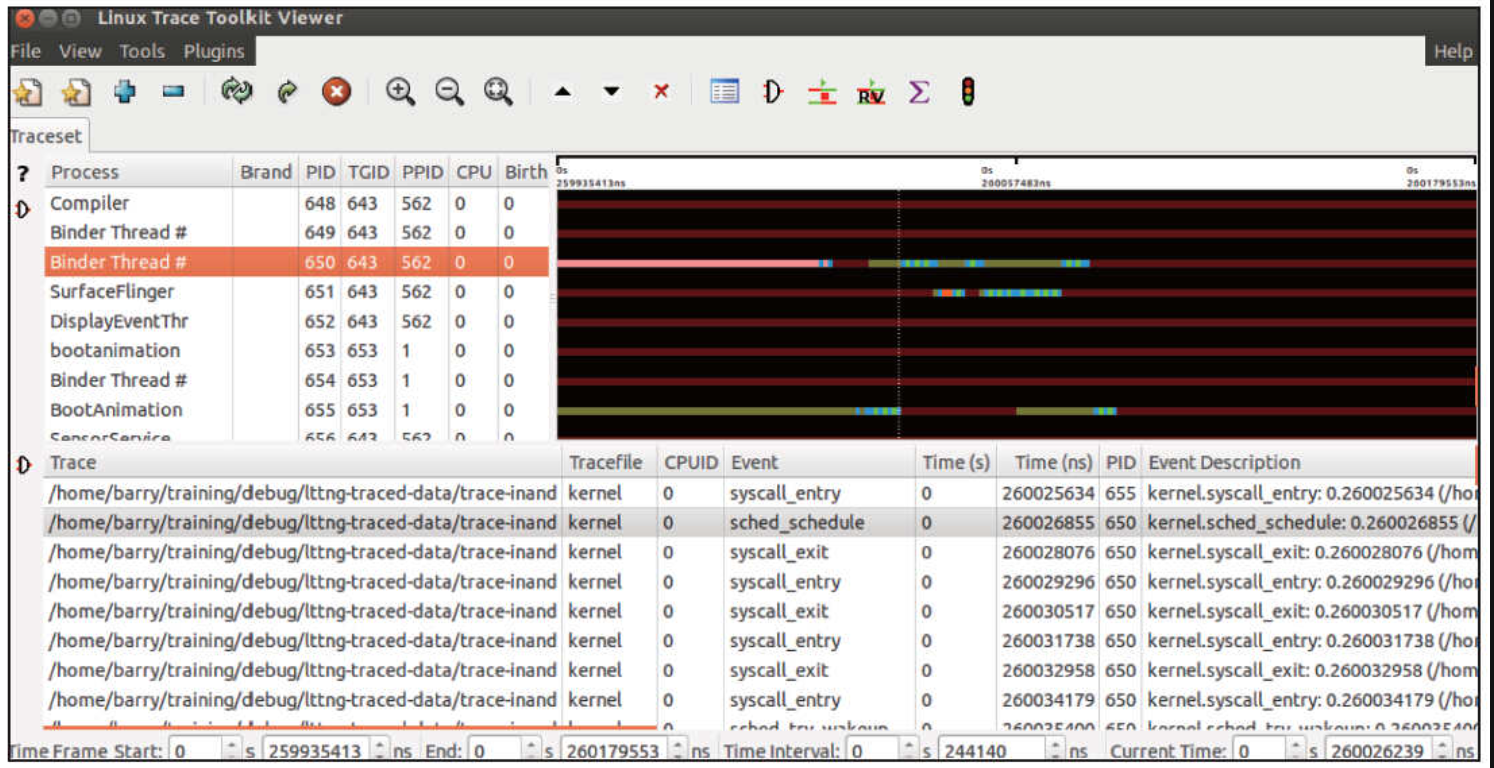 Linux Trace Toolkit Viewer
File View Tools Plugins Help
RV Σ
Traceset
? Process Brand PID TGID PPID CPU Birth 0s 259935413ns 0s 260057483ns 0s 260179553ns
Compiler 648 643 562 0 0
Binder Thread # 649 643 562 0 0
Binder Thread # 650 643 562 0 0
SurfaceFlinger 651 643 562 0 0
DisplayEventThr 652 643 562 0 0
bootanimation 653 653 1 0 0
Binder Thread # 654 653 1 0 0
BootAnimation 655 653 1 0 0
SensorService 656 643 562 0 0
Trace Tracefile CPUID Event Time (s) Time (ns) PID Event Description
/home/barry/training/debug/lttng-traced-data/trace-inand kernel 0 syscall_entry 0 260025634 655 kernel.syscall_entry: 0.260025634 (/hor
/home/barry/training/debug/lttng-traced-data/trace-inand kernel 0 sched_schedule 0 260026855 650 kernel.sched_schedule: 0.260026855 (/
/home/barry/training/debug/lttng-traced-data/trace-inand kernel 0 syscall_exit 0 260028076 650 kernel.syscall_exit: 0.260028076 (/hom
/home/barry/training/debug/lttng-traced-data/trace-inand kernel 0 syscall_entry 0 260029296 650 kernel.syscall_entry: 0.260029296 (/hor
/home/barry/training/debug/lttng-traced-data/trace-inand kernel 0 syscall_exit 0 260030517 650 kernel.syscall_exit: 0.260030517 (/hom
/home/barry/training/debug/lttng-traced-data/trace-inand kernel 0 syscall_entry 0 260031738 650 kernel.syscall_entry: 0.260031738 (/hor
/home/barry/training/debug/lttng-traced-data/trace-inand kernel 0 syscall_exit 0 260032958 650 kernel.syscall_exit: 0.260032958 (/hom
/home/barry/training/debug/lttng-traced-data/trace-inand kernel 0 syscall_entry 0 260034179 650 kernel.syscall_entry: 0.260034179 (/hor
0 sched_try_wakeup 0 260035400 650 kernel.sched_try_wakeup: 0.260035400
Time Frame Start: 0 s 259935413 ns End: 0 s 260179553 ns Time Interval: 0 s 244140 ns Current Time: 0 s 260026239 ns